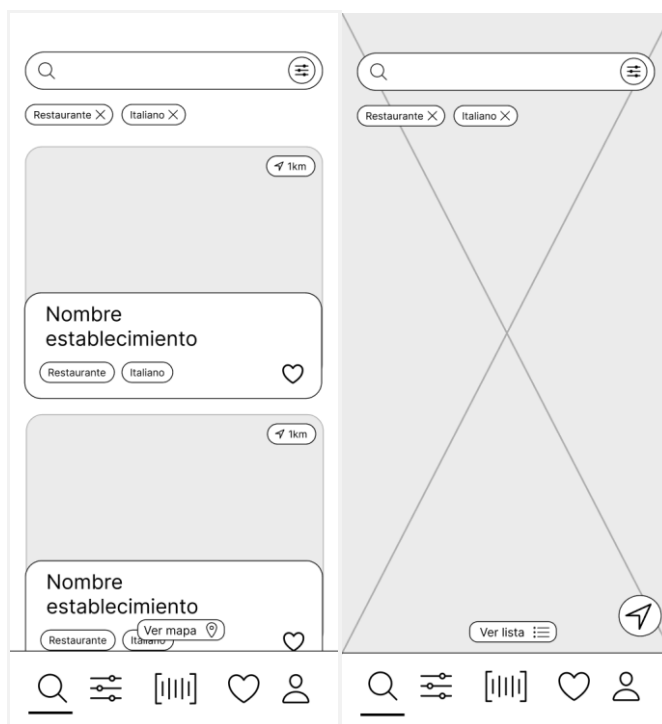 Restaurante
Italiano
1km
Nombre
establecimiento
Restaurante
Italiano
1km
Nombre
establecimiento
Restaurante
Ver mapa
Restaurante
Italiano
Ver lista